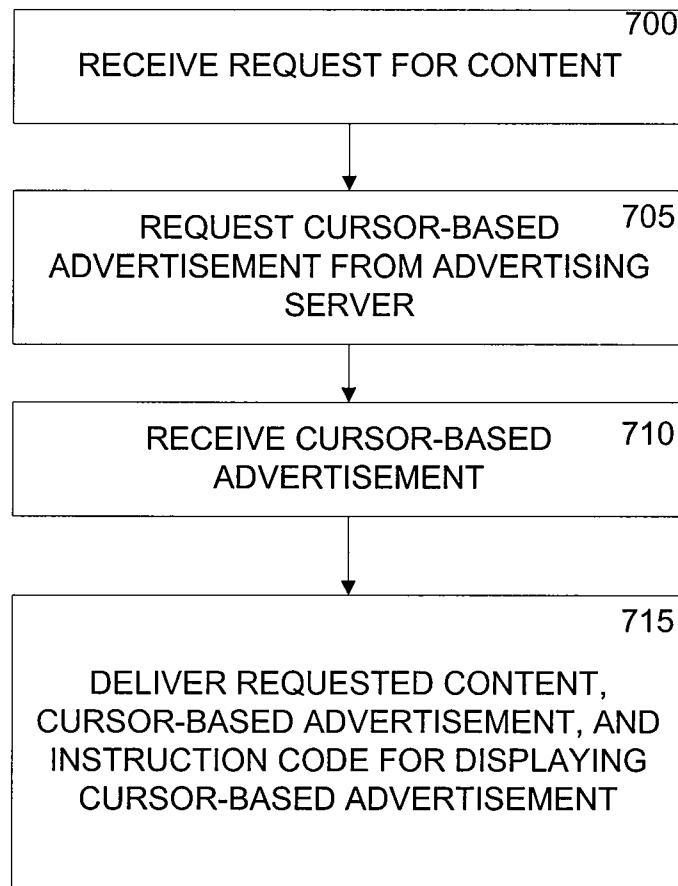 700
RECEIVE REQUEST FOR CONTENT
705
REQUEST CURSOR-BASED
ADVERTISEMENT FROM ADVERTISING
SERVER
710
RECEIVE CURSOR-BASED
ADVERTISEMENT
715
DELIVER REQUESTED CONTENT,
CURSOR-BASED ADVERTISEMENT, AND
INSTRUCTION CODE FOR DISPLAYING
CURSOR-BASED ADVERTISEMENT